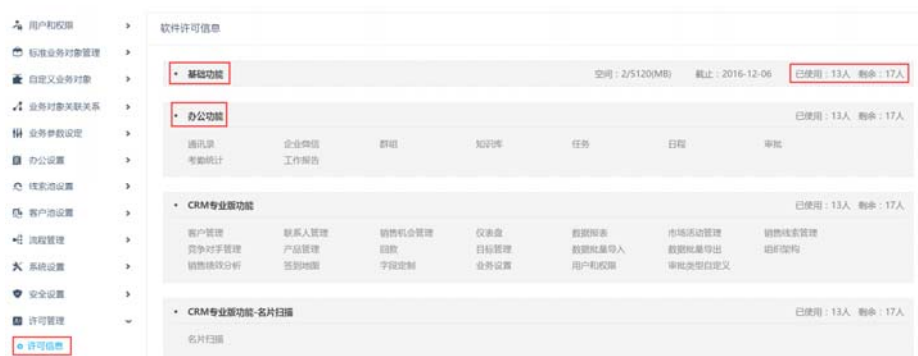 用户和权限
标准业务对象管理
自定义业务对象
业务对象关联关系
业务参数设定
办公设置
线索池设置
客户池设置
流程管理
系统设置
安全设置
许可管理
许可信息
软件许可信息
• 基础功能 空间：2/5120(MB) 截止：2016-12-06 已使用：13人 剩余：17人
• 办公功能 已使用：13人 剩余：17人
通讯录 企业微信 群组 知识库 任务 日程 审批
考勤统计 工作报告
• CRM专业版功能 已使用：13人 剩余：17人
客户管理 联系人管理 销售机会管理 仪表盘 数据报表 市场活动管理 销售线索管理
竞争对手管理 产品管理 回款 目标管理 数据批量导入 数据批量导出 组织架构
销售绩效分析 签到地图 字段定制 业务设置 用户和权限 审批类型自定义
• CRM专业版功能-名片扫描 已使用：13人 剩余：17人
名片扫描